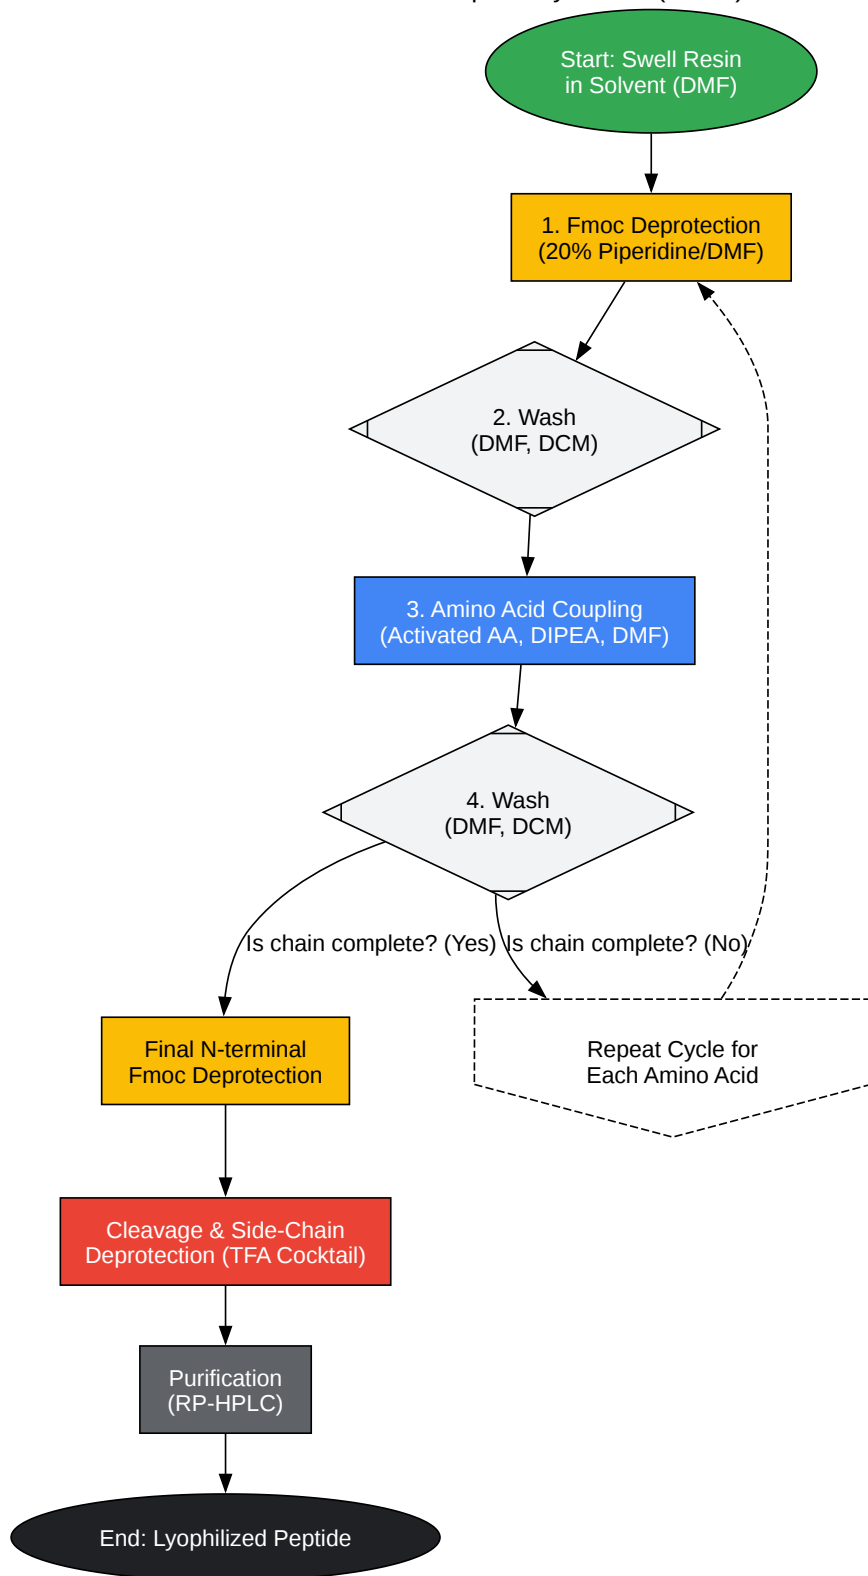 Start: Swell Resin
in Solvent (DMF)
1. Fmoc Deprotection
(20% Piperidine/DMF)
2. Wash
(DMF, DCM)
3. Amino Acid Coupling
(Activated AA, DIPEA, DMF)
4. Wash
(DMF, DCM)
Is chain complete? (Yes)
Is chain complete? (No)
Final N-terminal
Fmoc Deprotection
Repeat Cycle for
Each Amino Acid
Cleavage & Side-Chain
Deprotection (TFA Cocktail)
Purification
(RP-HPLC)
End: Lyophilized Peptide